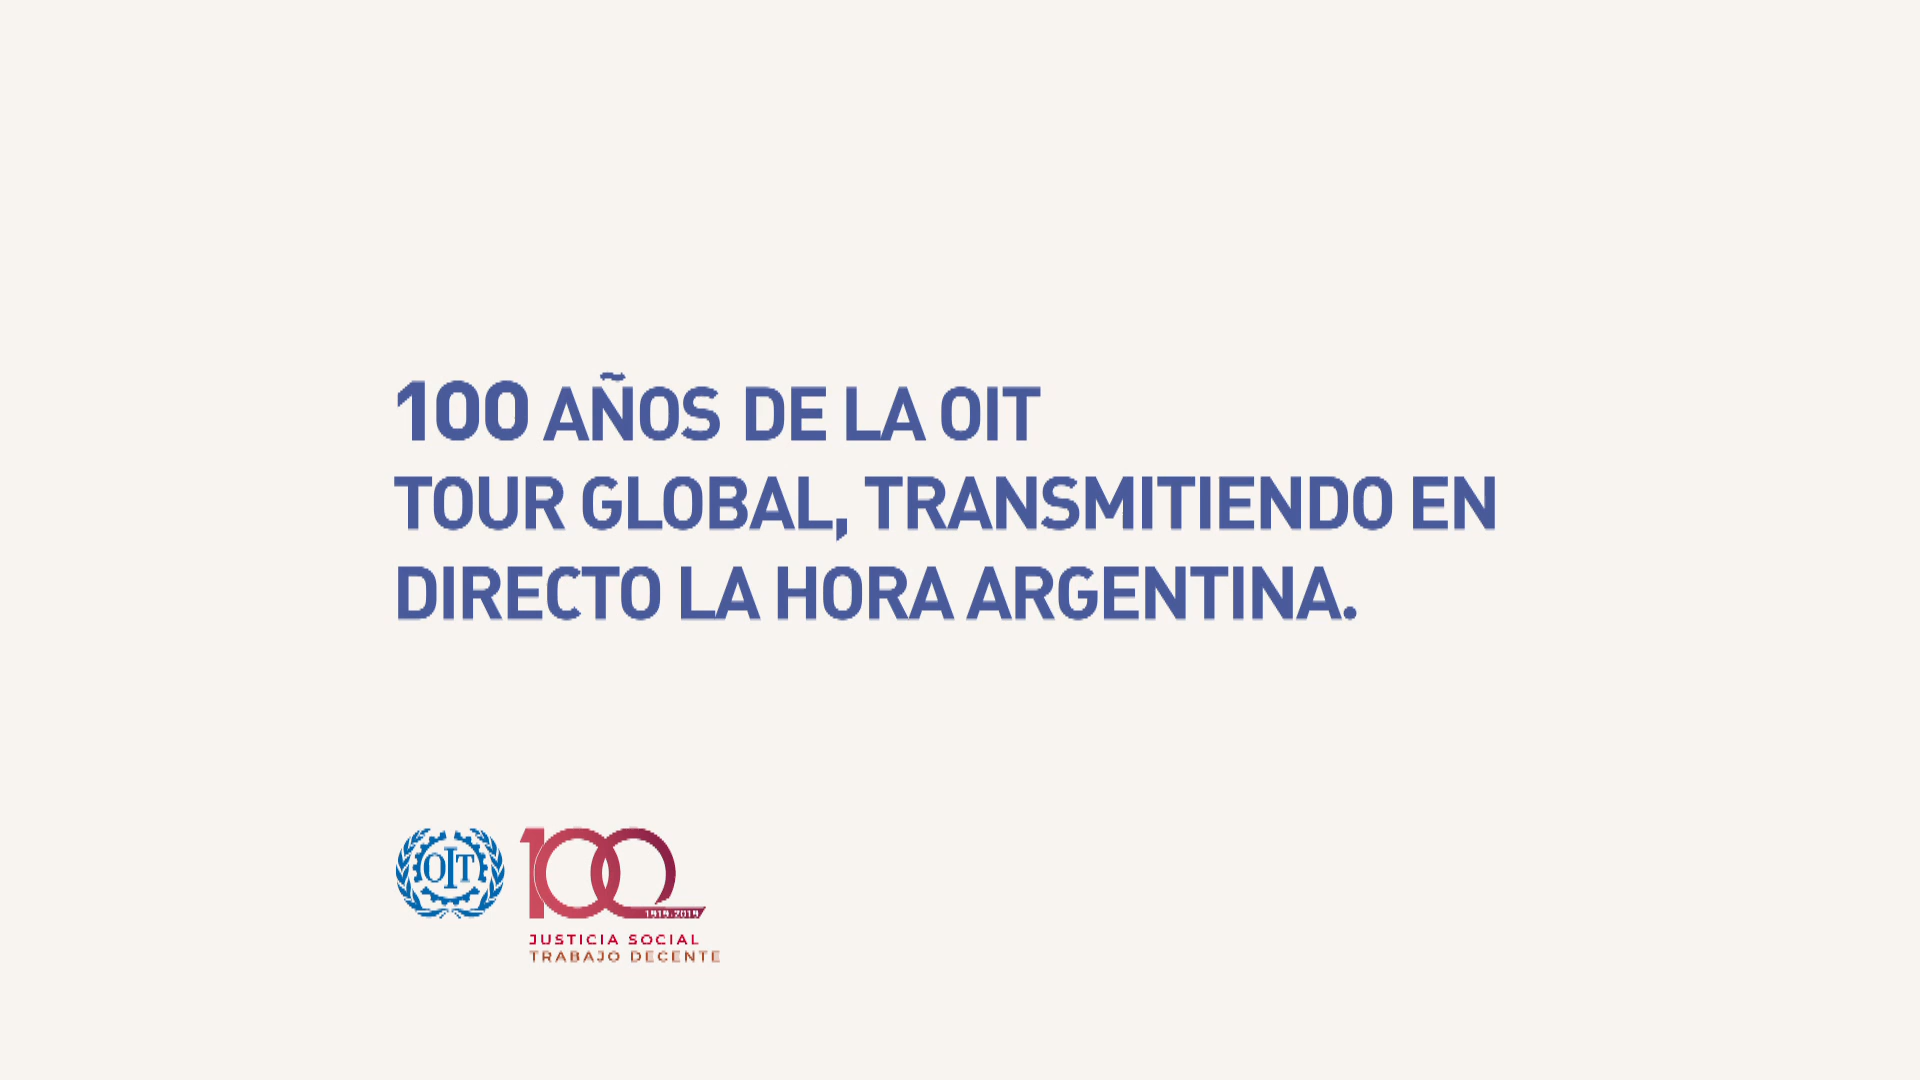 100 AÑOS DE LA OIT
TOUR GLOBAL, TRANSMITIENDO EN
DIRECTO LA HORA ARGENTINA.
OIT
100
1919·2019
JUSTICIA SOCIAL
TRABAJO DECENTE